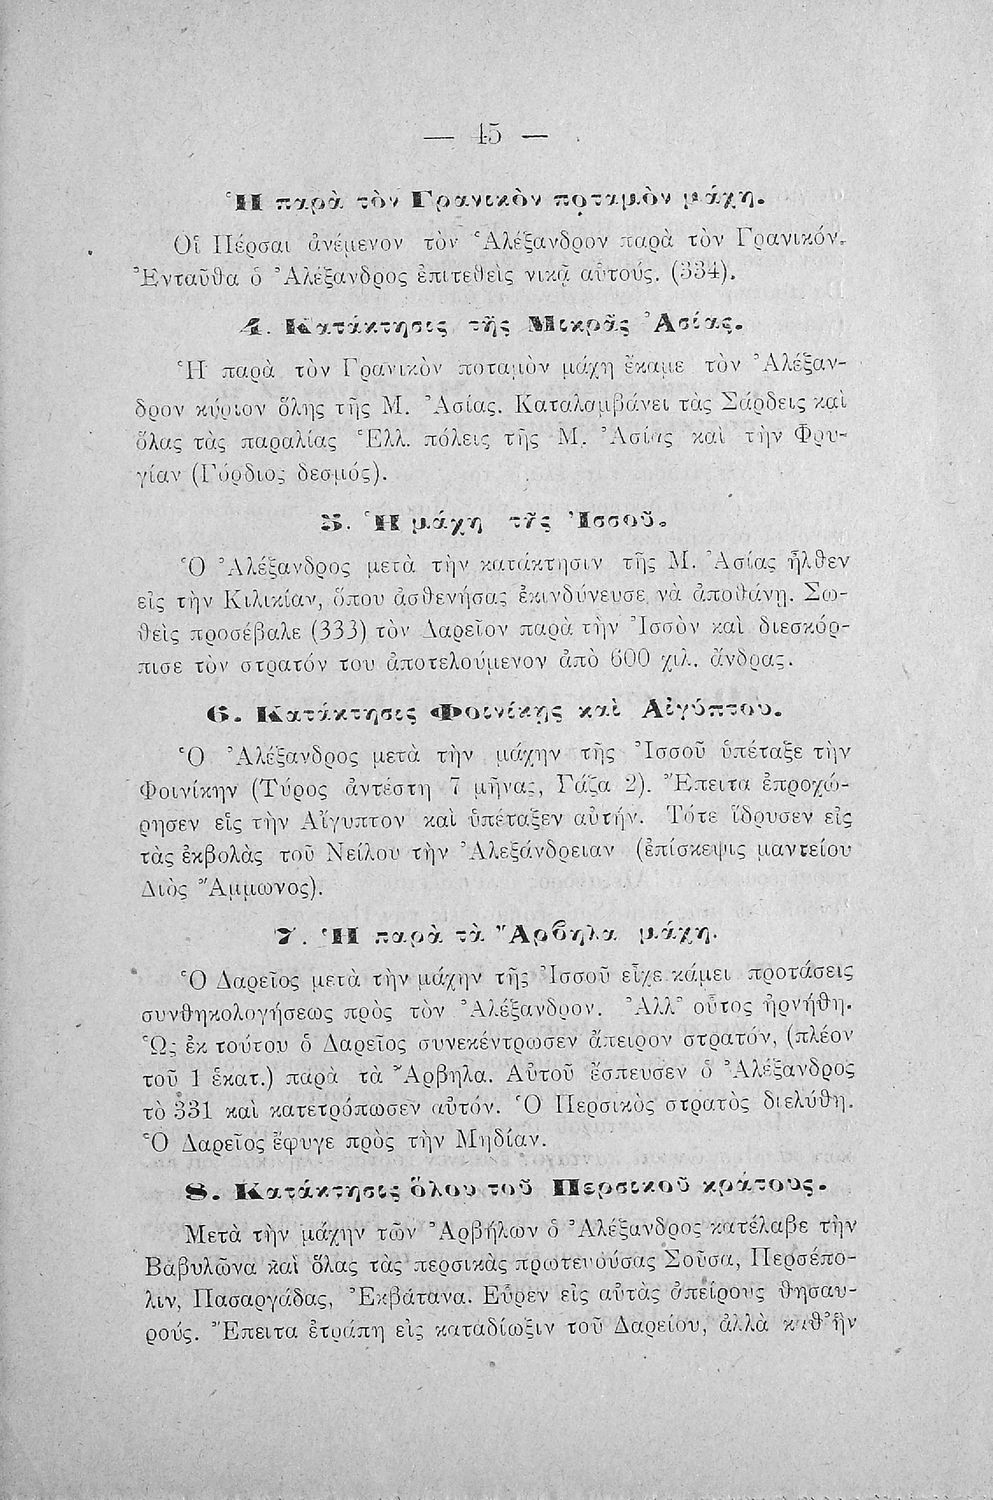 — 45 —
Ἡ παρὰ τὸν Γρανικὸν ποταμὸν μάχη.
Οἱ Πέρσαι ἀνέμενον τὸν Ἀλέξανδρον παρὰ τὸν Γρανικόν.
Ἐνταῦθα ὁ Ἀλέξανδρος ἐπιτεθεὶς νικᾷ αὐτούς. (334).
4. Κατάκτησις τῆς Μικρᾶς Ἀσίας.
Ἡ παρὰ τὸν Γρανικὸν ποταμὸν μάχη ἔκαμε τὸν Ἀλέξαν-
δρον κύριον ὅλης τῆς Μ. Ἀσίας. Καταλαμβάνει τὰς Σάρδεις καὶ
ὅλας τὰς παραλίας Ἑλλ. πόλεις τῆς Μ. Ἀσίας καὶ τὴν Φρυ-
γίαν (Γόρδιος δεσμός).
5. Ἡ μάχη τῆς Ἰσσοῦ.
Ὁ Ἀλέξανδρος μετὰ τὴν κατάκτησιν τῆς Μ. Ἀσίας ἦλθεν
εἰς τὴν Κιλικίαν, ὅπου ἀσθενήσας ἐκινδύνευσε νὰ ἀποθάνῃ. Σω-
θεὶς προσέβαλε (333) τὸν Δαρεῖον παρὰ τὴν Ἰσσὸν καὶ διεσκόρ-
πισε τὸν στρατόν του ἀποτελούμενον ἀπὸ 600 χιλ. ἄνδρας.
6. Κατάκτησις Φοινίκης καὶ Αἰγύπτου.
Ὁ Ἀλέξανδρος μετὰ τὴν μάχην τῆς Ἰσσοῦ ὑπέταξε τὴν
Φοινίκην (Τύρος ἀντέστη 7 μῆνας, Γάζα 2). Ἔπειτα ἐπροχώ-
ρησεν εἰς τὴν Αἴγυπτον καὶ ὑπέταξεν αὐτήν. Τότε ἵδρυσεν εἰς
τὰς ἐκβολὰς τοῦ Νείλου τὴν Ἀλεξάνδρειαν (ἐπίσκεψις μαντείου
Διὸς Ἄμμωνος).
7. Ἡ παρὰ τὰ Ἄρβηλα μάχη.
Ὁ Δαρεῖος μετὰ τὴν μάχην τῆς Ἰσσοῦ εἶχε κάμει προτάσεις
συνθηκολογήσεως πρὸς τὸν Ἀλέξανδρον. Ἀλλ' οὗτος ἠρνήθη.
Ὡς ἐκ τούτου ὁ Δαρεῖος συνεκέντρωσεν ἄπειρον στρατόν, (πλέον
τοῦ 1 ἑκατ.) παρὰ τὰ Ἄρβηλα. Αὐτοῦ ἔσπευσεν ὁ Ἀλέξανδρος
τὸ 331 καὶ κατετρόπωσεν αὐτόν. Ὁ Περσικὸς στρατὸς διελύθη.
Ὁ Δαρεῖος ἔφυγε πρὸς τὴν Μηδίαν.
8. Κατάκτησις ὅλου τοῦ Περσικοῦ κράτους.
Μετὰ τὴν μάχην τῶν Ἀρβήλων ὁ Ἀλέξανδρος κατέλαβε τὴν
Βαβυλῶνα καὶ ὅλας τὰς περσικὰς πρωτευούσας Σοῦσα, Περσέπο-
λιν, Πασαργάδας, Ἐκβάτανα. Εὗρεν εἰς αὐτὰς ἀπείρους θησαυ-
ρούς. Ἔπειτα ἐτράπη εἰς καταδίωξιν τοῦ Δαρείου, ἀλλὰ καθ' ἣν